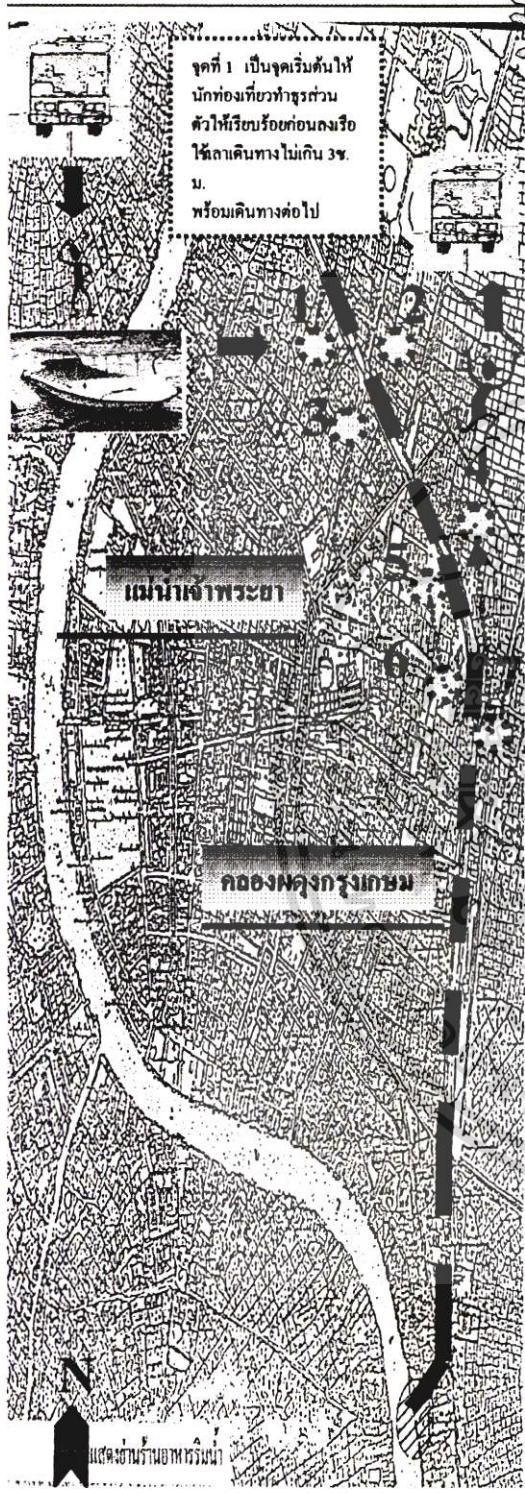 จุดที่ 1 เป็นจุดเริ่มต้นให้
นักท่องเที่ยวทำธุรส่วน
ตัวให้เรียบร้อยก่อนลงเรือ
ใช้เลาเดินทางไม่เกิน 3ช.
ม.
พร้อมเดินทางต่อไป
1
2
3
4
5
6
7
แม่น้ำเจ้าพระยา
คลองผดุงกรุงเกษม
N
แสดงย่านร้านอาหารริมน้ำ